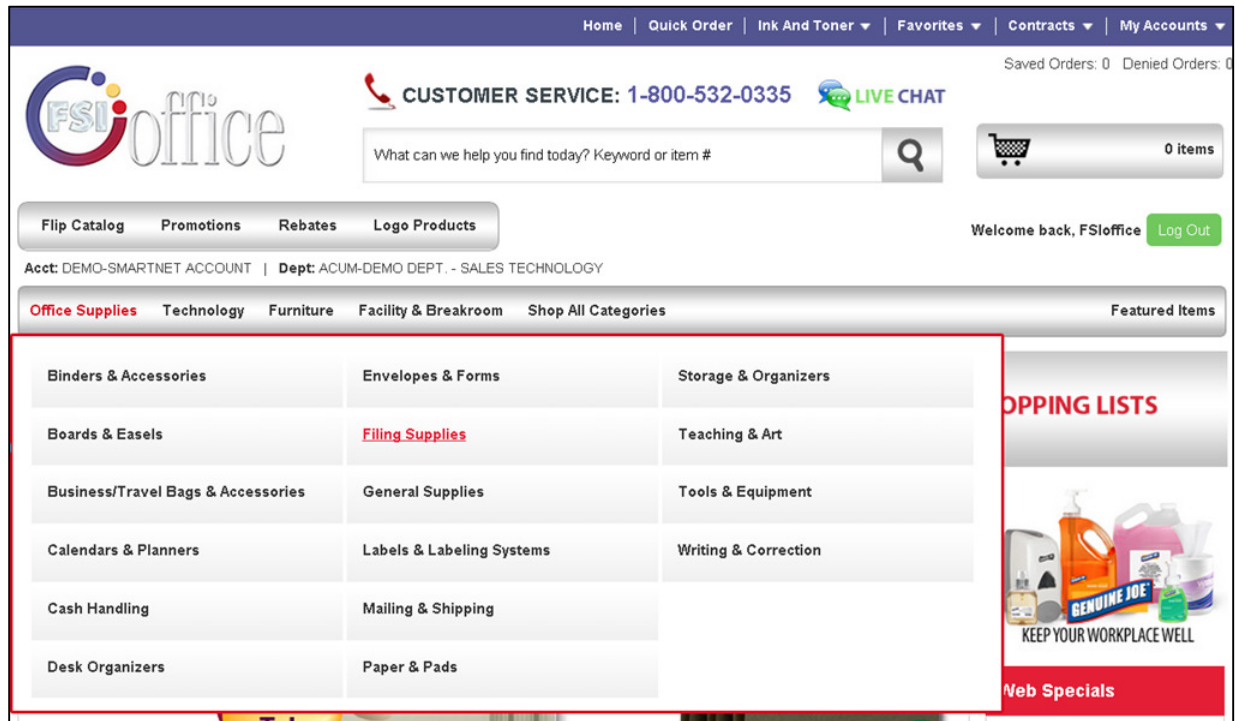 Home | Quick Order | Ink And Toner | Favorites | Contracts | My Accounts
Saved Orders: 0 Denied Orders: 0
FSI office
CUSTOMER SERVICE: 1-800-532-0335 LIVE CHAT
What can we help you find today? Keyword or item #
0 items
Flip Catalog Promotions Rebates Logo Products
Welcome back, FSIoffice Log Out
Acct: DEMO-SMARTNET ACCOUNT | Dept: ACUM-DEMO DEPT. - SALES TECHNOLOGY
Office Supplies Technology Furniture Facility & Breakroom Shop All Categories Featured Items
Binders & Accessories Envelopes & Forms Storage & Organizers
OPPING LISTS
Boards & Easels Filing Supplies Teaching & Art
Business/Travel Bags & Accessories General Supplies Tools & Equipment
Calendars & Planners Labels & Labeling Systems Writing & Correction
Cash Handling Mailing & Shipping
GENUINE JOE
KEEP YOUR WORKPLACE WELL
Desk Organizers Paper & Pads
Web Specials